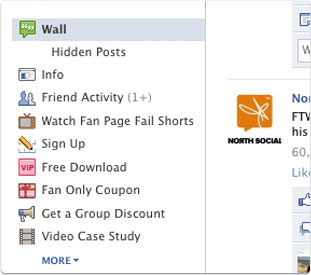 Wall
Hidden Posts
Info
Friend Activity (1+)
Watch Fan Page Fail Shorts
Sign Up
VIP Free Download
Fan Only Coupon
Get a Group Discount
Video Case Study
MORE
W
NORTH SOCIAL
Nor
FTW
his
60,
Like